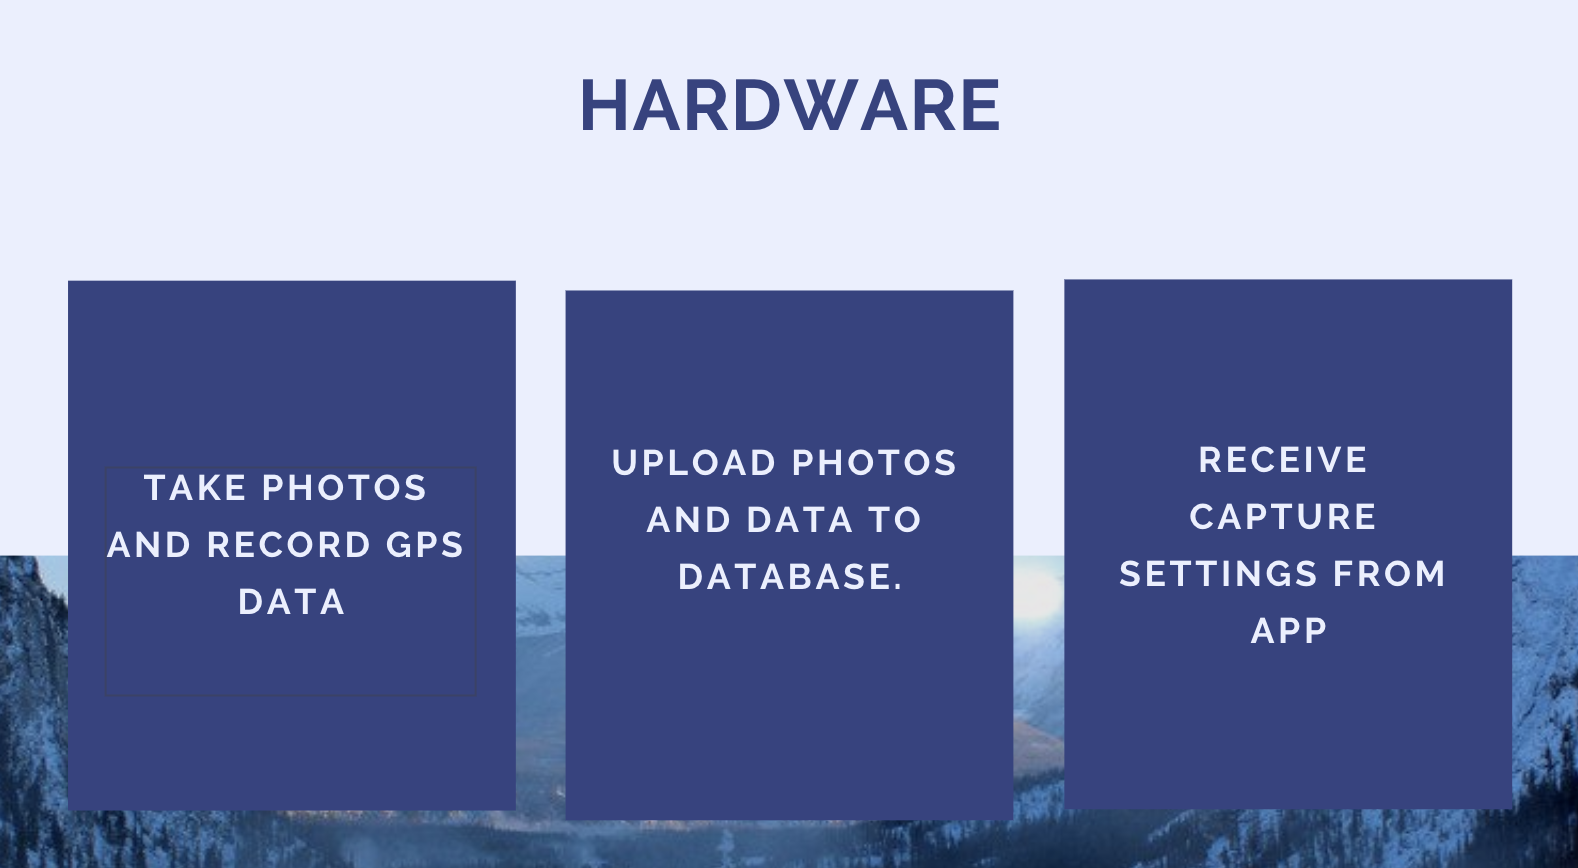 HARDWARE
TAKE PHOTOS
AND RECORD GPS
DATA
UPLOAD PHOTOS
AND DATA TO
DATABASE.
RECEIVE
CAPTURE
SETTINGS FROM
APP